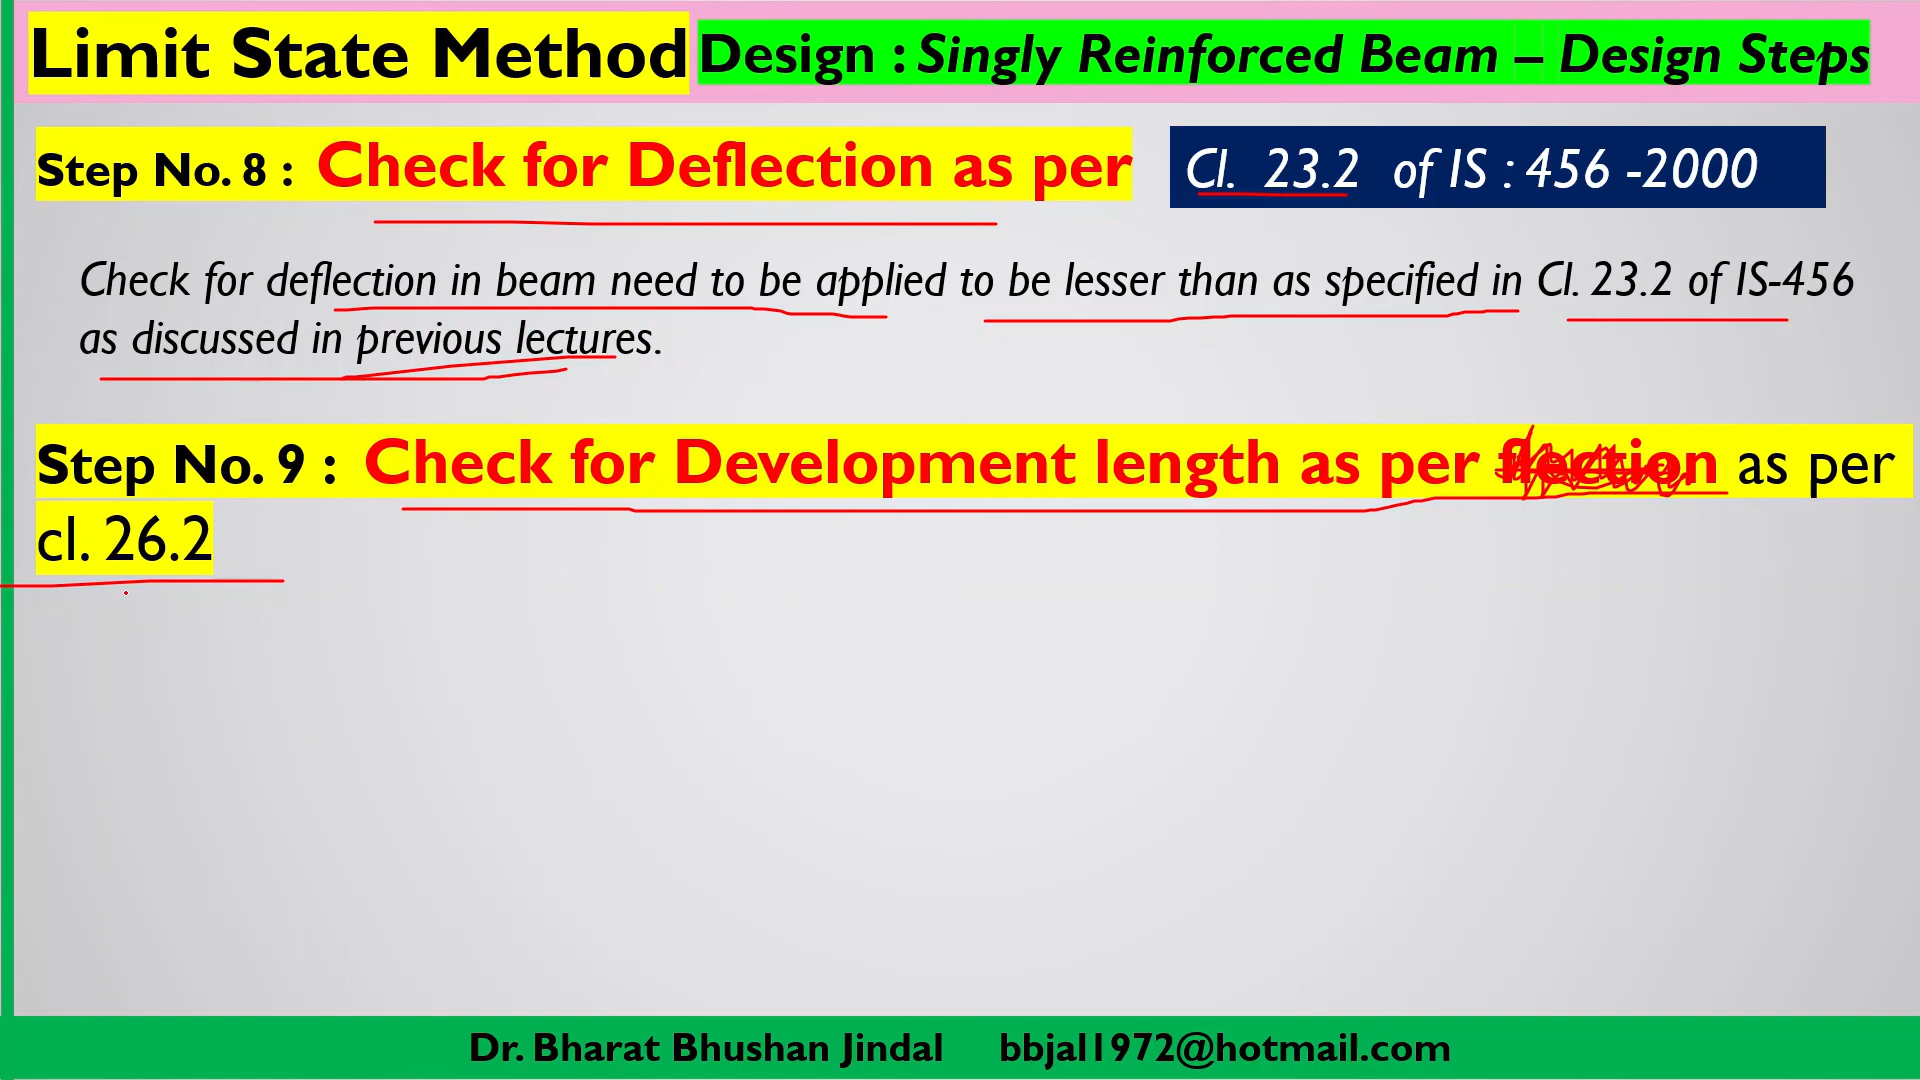 Limit State Method Design : Singly Reinforced Beam – Design Steps
Step No. 8 : Check for Deflection as per Cl. 23.2 of IS : 456 -2000
Check for deflection in beam need to be applied to be lesser than as specified in Cl. 23.2 of IS-456
as discussed in previous lectures.
Step No. 9 : Check for Development length as per flection as per
cl. 26.2
Dr. Bharat Bhushan Jindal bbjal1972@hotmail.com